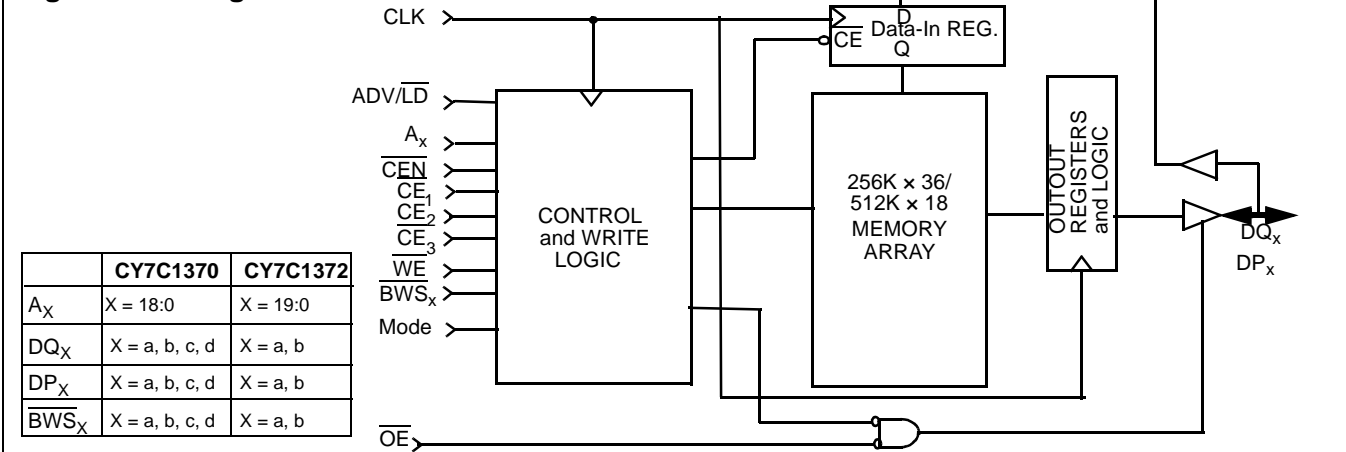 CLK
D
CE Data-In REG.
Q
ADV/LD
Ax
CEN
CE1
CE2
CE3
WE
BWSx
Mode
CONTROL
and WRITE
LOGIC
256K × 36/
512K × 18
MEMORY
ARRAY
OUTOUT
REGISTERS
and LOGIC
DQx
DPx
CY7C1370 CY7C1372
AX X = 18:0 X = 19:0
DQX X = a, b, c, d X = a, b
DPX X = a, b, c, d X = a, b
BWSX X = a, b, c, d X = a, b
OE